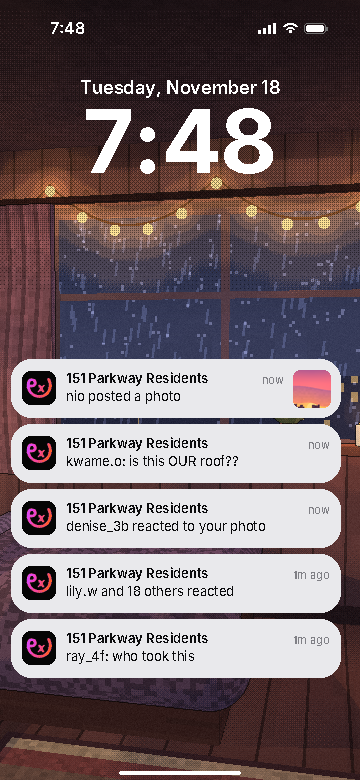 7:48
Tuesday, November 18
7:48
151 Parkway Residents
now
nio posted a photo
151 Parkway Residents
now
kwame.o: is this OUR roof??
151 Parkway Residents
now
denise_3b reacted to your photo
151 Parkway Residents
1m ago
lily.w and 18 others reacted
151 Parkway Residents
1m ago
ray_4f: who took this